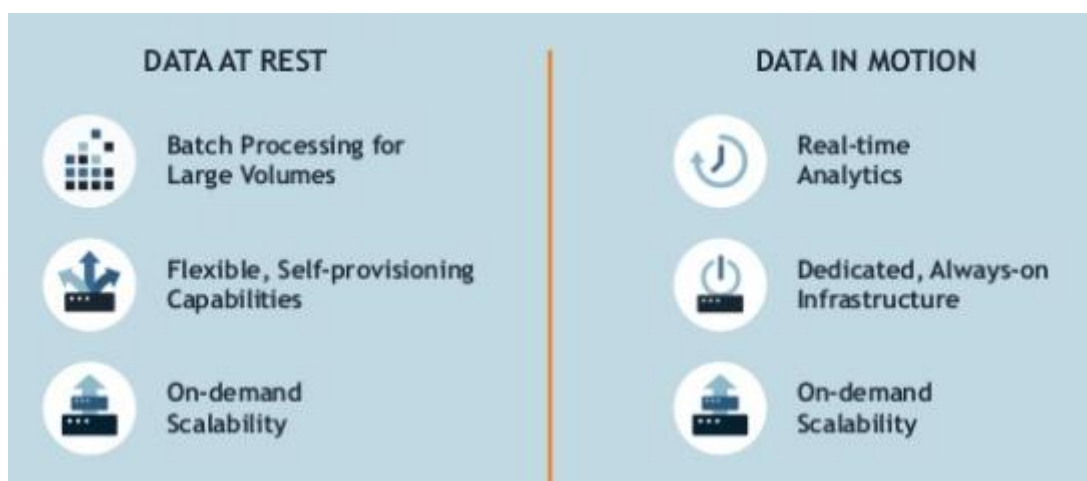 DATA AT REST
Batch Processing for
Large Volumes
Flexible, Self-provisioning
Capabilities
On-demand
Scalability
DATA IN MOTION
Real-time
Analytics
Dedicated, Always-on
Infrastructure
On-demand
Scalability